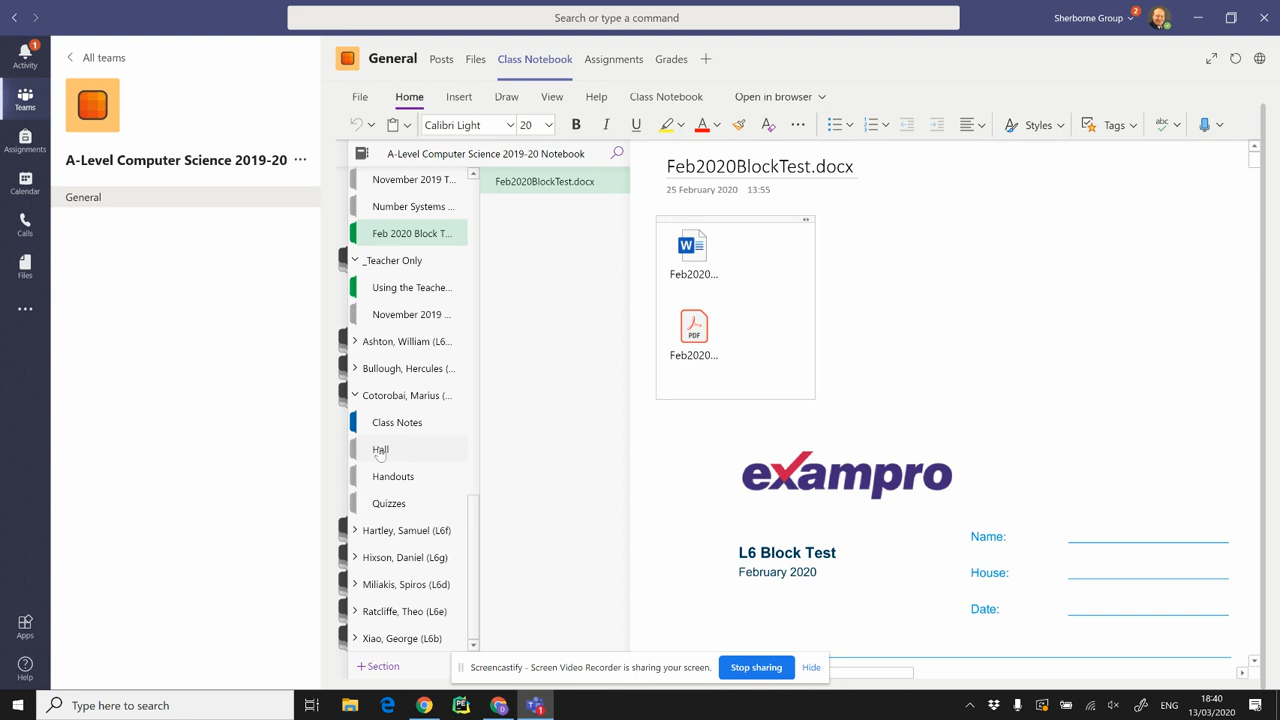 Search or type a command
Sherborne Group
2
1
Activity
Teams
Assignments
Calendar
Calls
Files
Apps
Help
All teams
A-Level Computer Science 2019-20
General
General
Posts
Files
Class Notebook
Assignments
Grades
File
Home
Insert
Draw
View
Help
Class Notebook
Open in browser
Calibri Light
20
B
I
U
A
A
Styles
Tags
abc
A-Level Computer Science 2019-20 Notebook
November 2019 T...
Number Systems ...
Feb 2020 Block T...
_Teacher Only
Using the Teache...
November 2019 ...
Ashton, William (L6...
Bullough, Hercules (...
Cotorobai, Marius (...
Class Notes
Hall
Handouts
Quizzes
Hartley, Samuel (L6f)
Hixson, Daniel (L6g)
Miliakis, Spiros (L6d)
Ratcliffe, Theo (L6e)
Xiao, George (L6b)
+ Section
Feb2020BlockTest.docx
Feb2020BlockTest.docx
25 February 2020 13:55
Feb2020...
PDF
Feb2020...
exampro
L6 Block Test
February 2020
Name:
House:
Date:
Screencastify - Screen Video Recorder is sharing your screen.
Stop sharing
Hide
Type here to search
ENG
18:40
13/03/2020